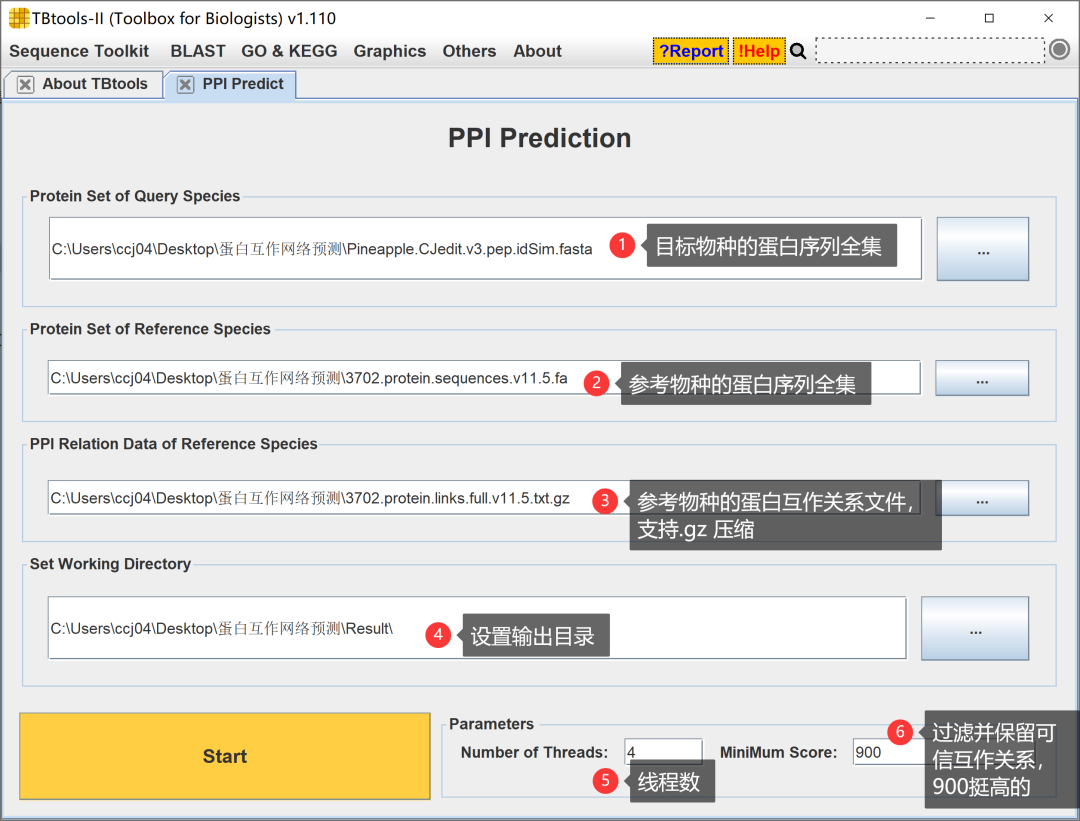 TBtools-II (Toolbox for Biologists) v1.110
Sequence Toolkit BLAST GO & KEGG Graphics Others About ?Report !Help
About TBtools PPI Predict
PPI Prediction
Protein Set of Query Species
C:\Users\ccj04\Desktop\蛋白互作网络预测\Pineapple.CJedit.v3.pep.idSim.fasta
1 目标物种的蛋白序列全集
...
Protein Set of Reference Species
C:\Users\ccj04\Desktop\蛋白互作网络预测\3702.protein.sequences.v11.5.fa
2 参考物种的蛋白序列全集
...
PPI Relation Data of Reference Species
C:\Users\ccj04\Desktop\蛋白互作网络预测\3702.protein.links.full.v11.5.txt.gz
3 参考物种的蛋白互作关系文件，
支持.gz 压缩
...
Set Working Directory
C:\Users\ccj04\Desktop\蛋白互作网络预测\Result\
4 设置输出目录
...
Start
Parameters
Number of Threads: 4
5 线程数
MiniMum Score: 900
6 过滤并保留可
信互作关系，
900挺高的